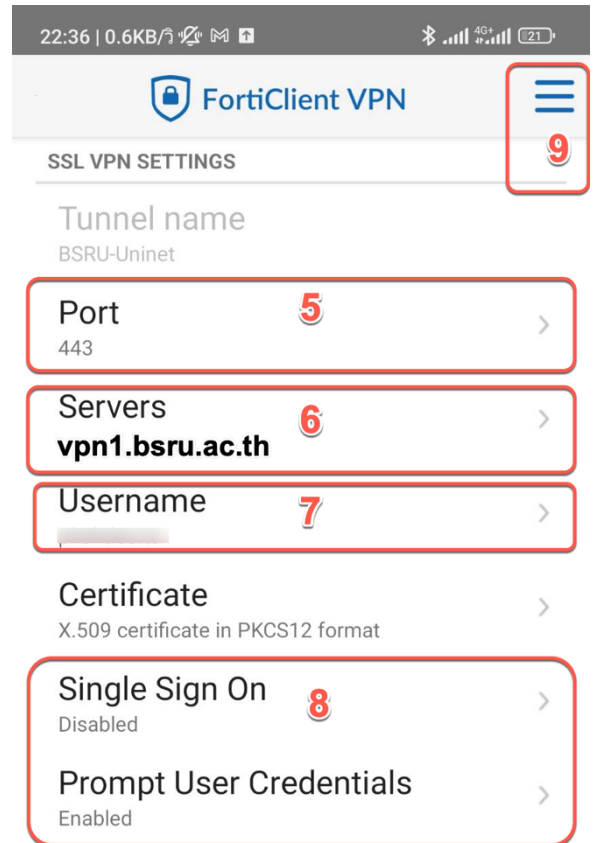 22:36 | 0.6KB/วิ 4G+ 21
FortiClient VPN
9
SSL VPN SETTINGS
Tunnel name
BSRU-Uninet
Port 5
443
Servers 6
vpn1.bsru.ac.th
Username 7
Certificate
X.509 certificate in PKCS12 format
Single Sign On 8
Disabled
Prompt User Credentials
Enabled